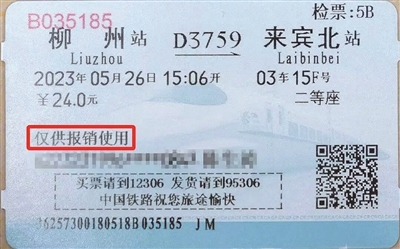 B035185
检票:5B
柳州站 D3759 来宾北站
Liuzhou Laibinbei
2023年05月26日15:06开 03车15F号
￥24.0元 二等座
仅供报销使用
买票请到12306 发货请到95306
中国铁路祝您旅途愉快
36257300180518B035185 JM